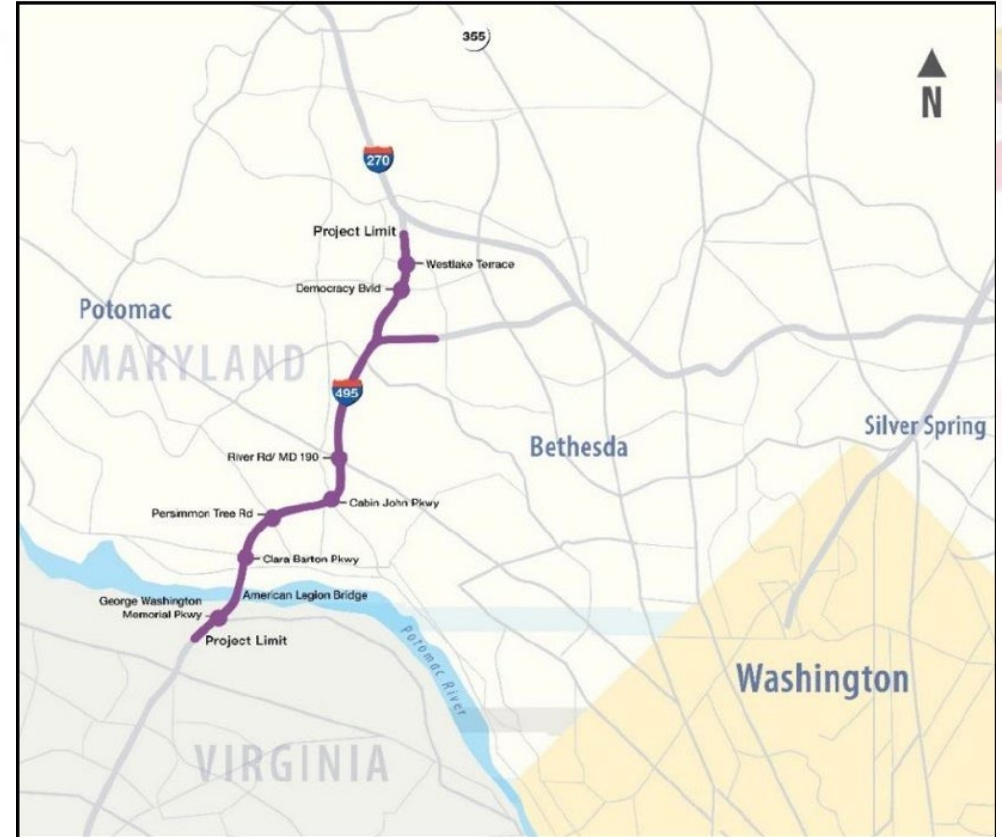 355
N
270
Project Limit
Westlake Terrace
Democracy Blvd
Potomac
MARYLAND
495
Silver Spring
Bethesda
River Rd/ MD 190
Cabin John Pkwy
Persimmon Tree Rd
Clara Barton Pkwy
American Legion Bridge
George Washington
Memorial Pkwy
Project Limit
Potomac River
Washington
VIRGINIA